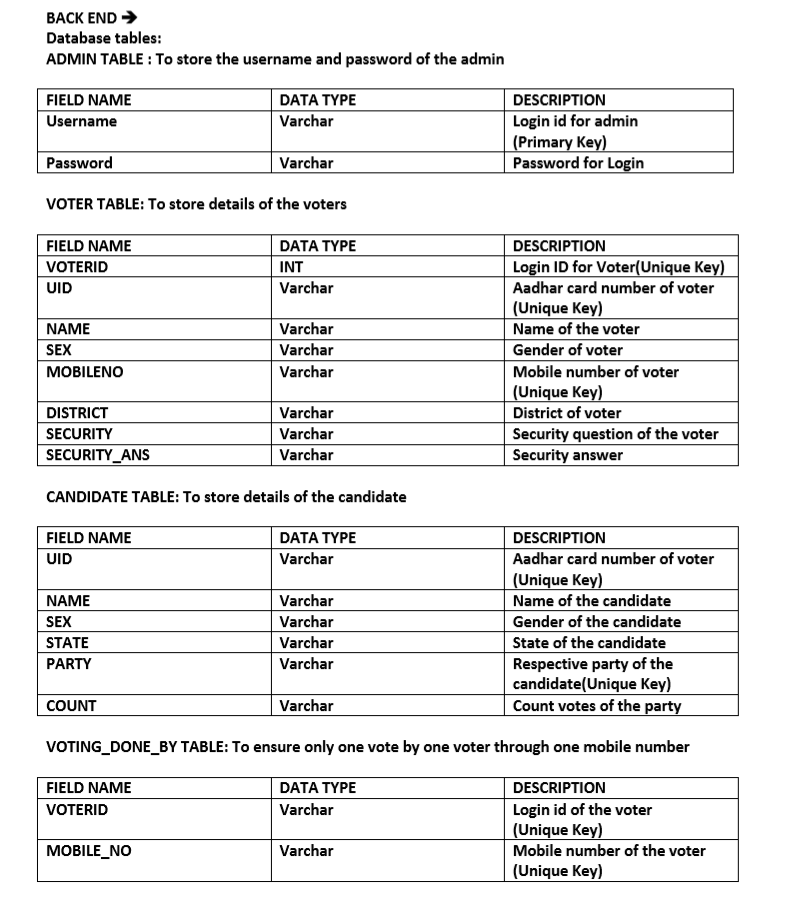 BACK END ➔
Database tables:
ADMIN TABLE : To store the username and password of the admin
FIELD NAME DATA TYPE DESCRIPTION
Username Varchar Login id for admin
(Primary Key)
Password Varchar Password for Login
VOTER TABLE: To store details of the voters
FIELD NAME DATA TYPE DESCRIPTION
VOTERID INT Login ID for Voter(Unique Key)
UID Varchar Aadhar card number of voter
(Unique Key)
NAME Varchar Name of the voter
SEX Varchar Gender of voter
MOBILENO Varchar Mobile number of voter
(Unique Key)
DISTRICT Varchar District of voter
SECURITY Varchar Security question of the voter
SECURITY_ANS Varchar Security answer
CANDIDATE TABLE: To store details of the candidate
FIELD NAME DATA TYPE DESCRIPTION
UID Varchar Aadhar card number of voter
(Unique Key)
NAME Varchar Name of the candidate
SEX Varchar Gender of the candidate
STATE Varchar State of the candidate
PARTY Varchar Respective party of the
candidate(Unique Key)
COUNT Varchar Count votes of the party
VOTING_DONE_BY TABLE: To ensure only one vote by one voter through one mobile number
FIELD NAME DATA TYPE DESCRIPTION
VOTERID Varchar Login id of the voter
(Unique Key)
MOBILE_NO Varchar Mobile number of the voter
(Unique Key)